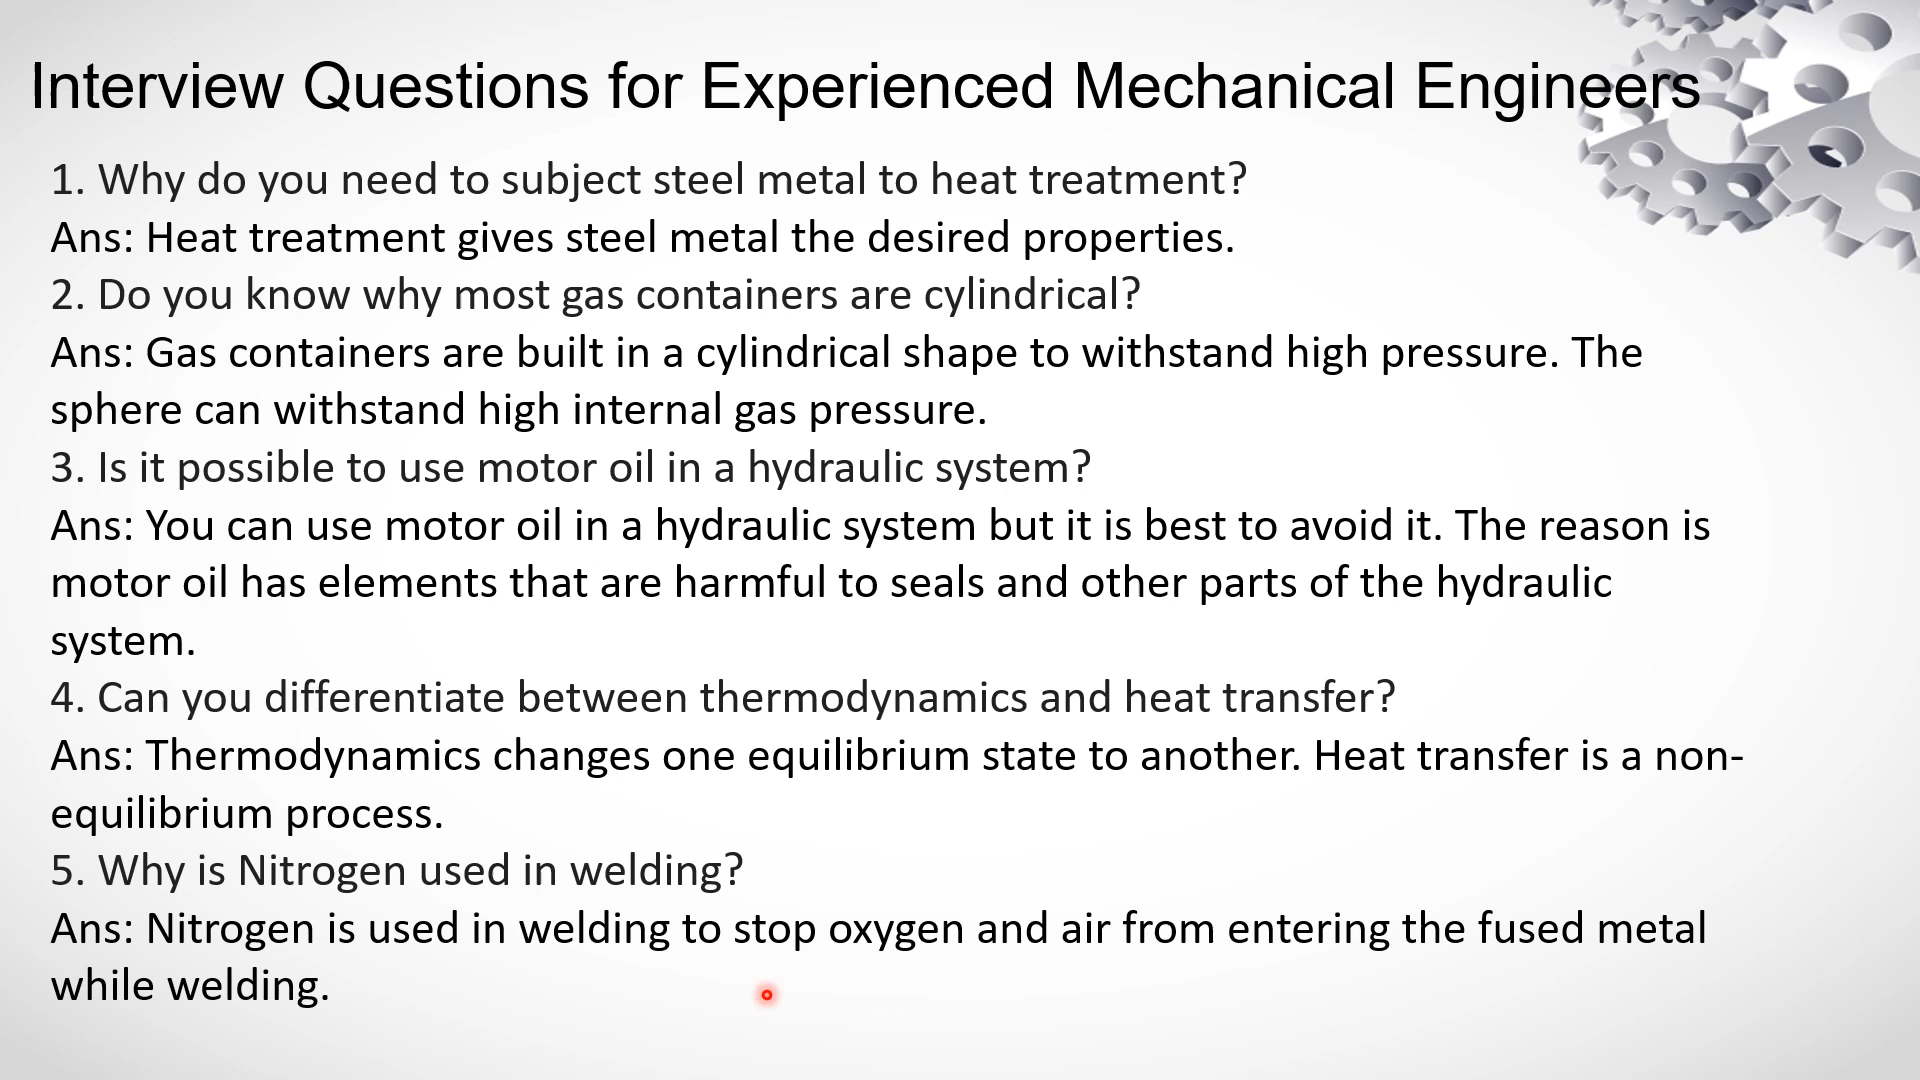 Interview Questions for Experienced Mechanical Engineers
1. Why do you need to subject steel metal to heat treatment?
Ans: Heat treatment gives steel metal the desired properties.
2. Do you know why most gas containers are cylindrical?
Ans: Gas containers are built in a cylindrical shape to withstand high pressure. The
sphere can withstand high internal gas pressure.
3. Is it possible to use motor oil in a hydraulic system?
Ans: You can use motor oil in a hydraulic system but it is best to avoid it. The reason is
motor oil has elements that are harmful to seals and other parts of the hydraulic
system.
4. Can you differentiate between thermodynamics and heat transfer?
Ans: Thermodynamics changes one equilibrium state to another. Heat transfer is a non-
equilibrium process.
5. Why is Nitrogen used in welding?
Ans: Nitrogen is used in welding to stop oxygen and air from entering the fused metal
while welding.